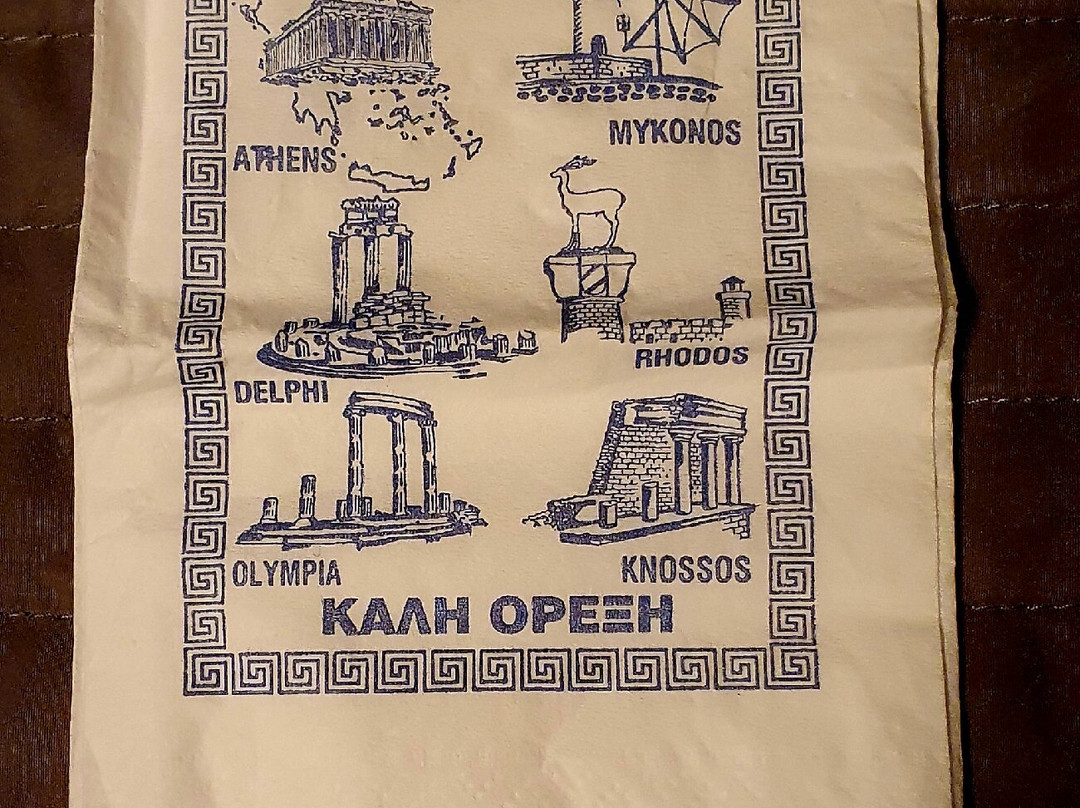 MYKONOS
ATHENS
RHODOS
DELPHI
OLYMPIA
KNOSSOS
ΚΑΛΗ ΟΡΕΞΗ